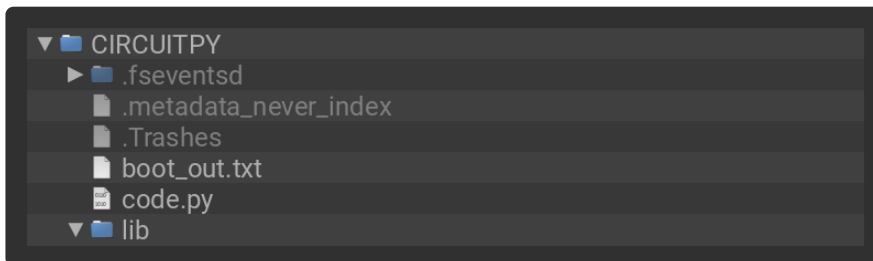 CIRCUITPY
.fseventsd
.metadata_never_index
.Trashes
boot_out.txt
code.py
lib